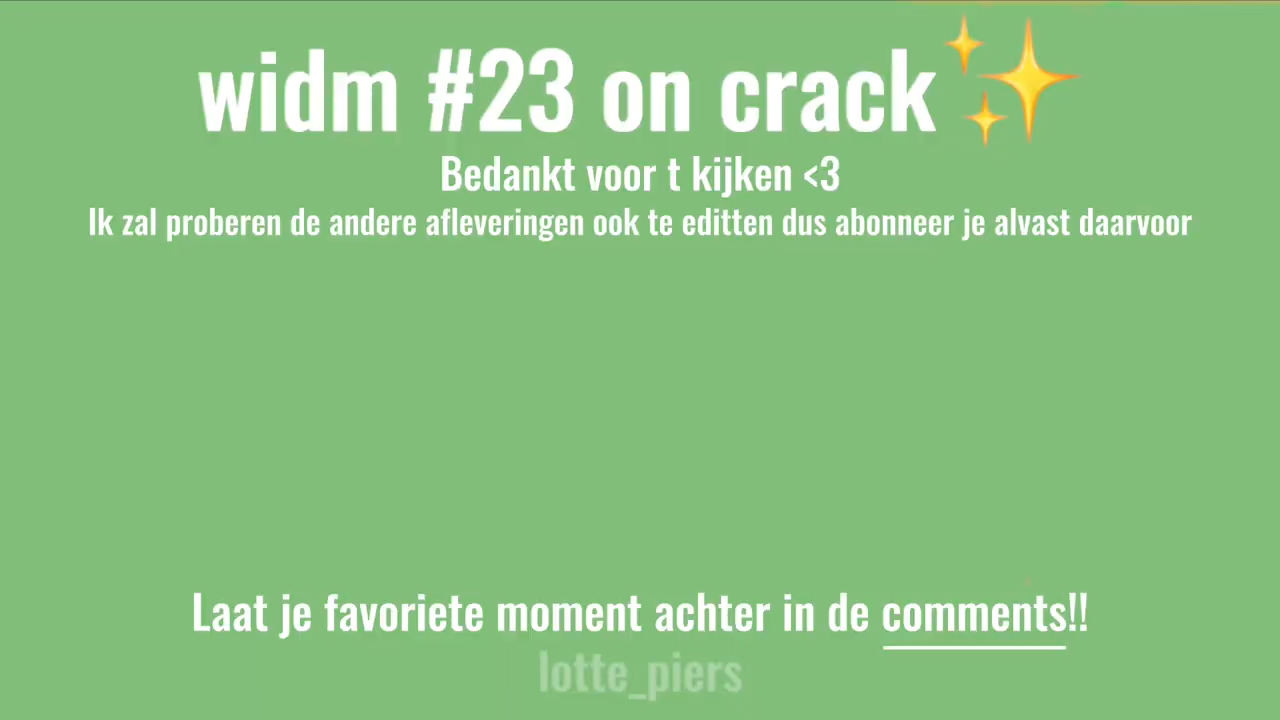 widm #23 on crack✨
Bedankt voor t kijken <3
Ik zal proberen de andere afleveringen ook te editten dus abonneer je alvast daarvoor
Laat je favoriete moment achter in de comments!!
lotte_piers